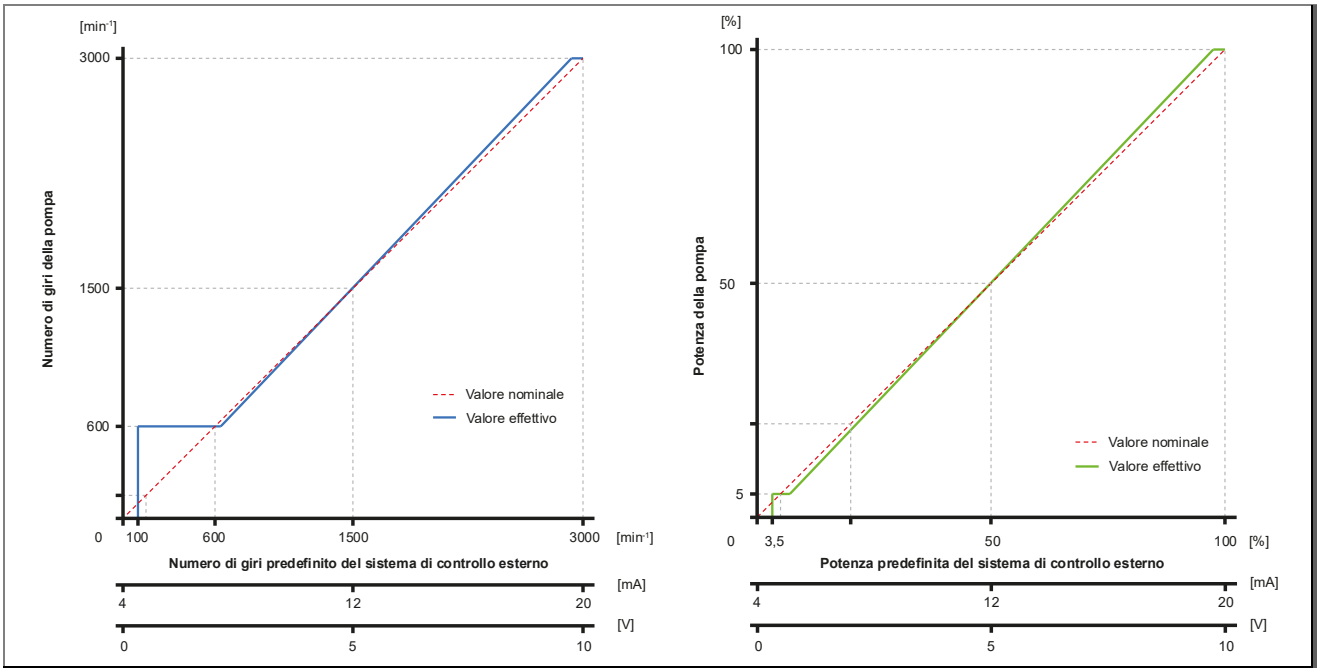 [min⁻¹]
3000
1500
600
Numero di giri della pompa
Valore nominale
Valore effettivo
0 100 600 1500 3000 [min⁻¹]
Numero di giri predefinito del sistema di controllo esterno
[mA]
4 12 20
[V]
0 5 10
[%]
100
50
5
Potenza della pompa
Valore nominale
Valore effettivo
0 3,5 50 100 [%]
Potenza predefinita del sistema di controllo esterno
[mA]
4 12 20
[V]
0 5 10